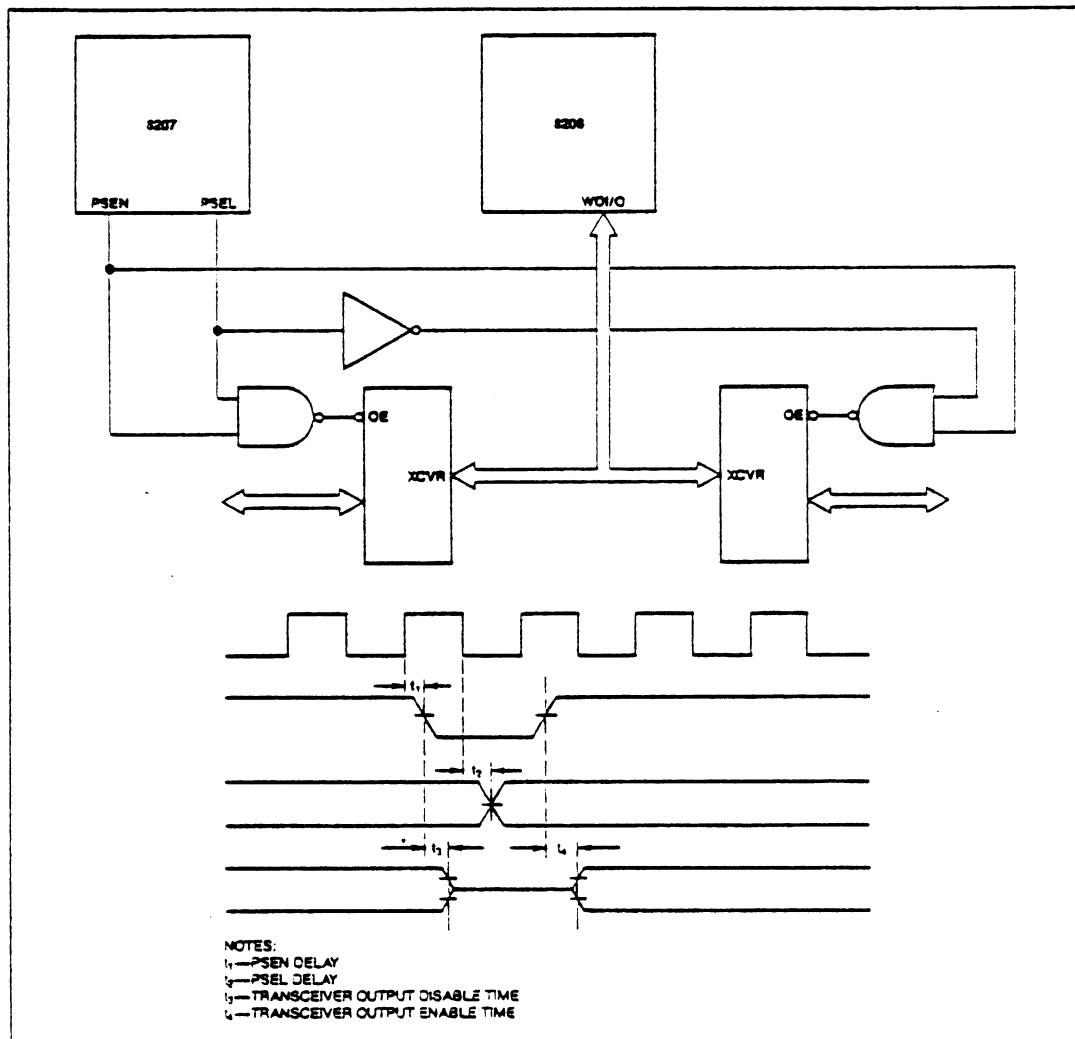 8207
8206
PSEN PSEL
WDI/O
OE
OE
XCVR
XCVR
t₁
t₂
t₃
t₄
NOTES:
t₁—PSEN DELAY
t₂—PSEL DELAY
t₃—TRANSCEIVER OUTPUT DISABLE TIME
t₄—TRANSCEIVER OUTPUT ENABLE TIME